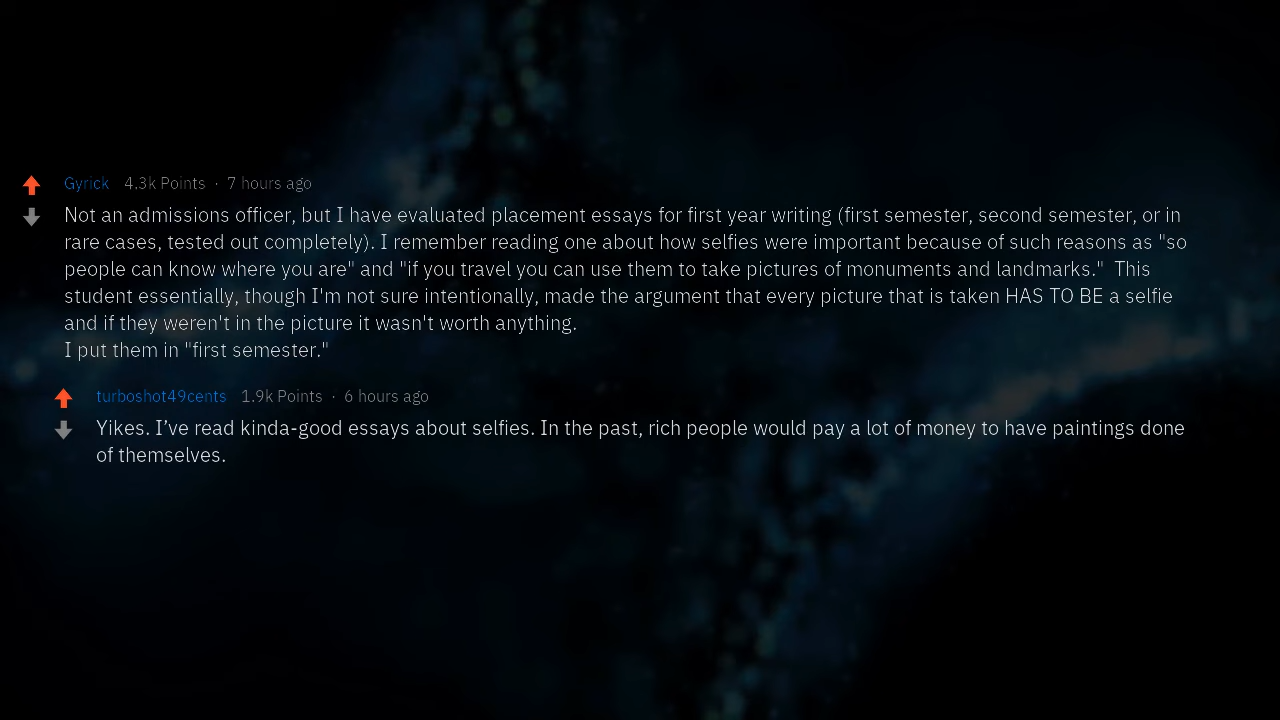 Gyrick 4.3k Points · 7 hours ago
Not an admissions officer, but I have evaluated placement essays for first year writing (first semester, second semester, or in
rare cases, tested out completely). I remember reading one about how selfies were important because of such reasons as "so
people can know where you are" and "if you travel you can use them to take pictures of monuments and landmarks."  This
student essentially, though I'm not sure intentionally, made the argument that every picture that is taken HAS TO BE a selfie
and if they weren't in the picture it wasn't worth anything.
I put them in "first semester."
turboshot49cents 1.9k Points · 6 hours ago
Yikes. I’ve read kinda-good essays about selfies. In the past, rich people would pay a lot of money to have paintings done
of themselves.